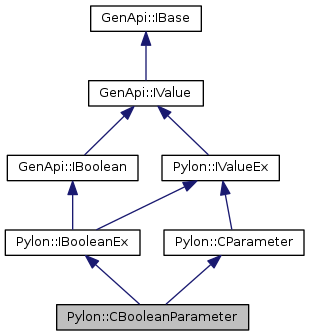 GenApi::IBase
GenApi::IValue
GenApi::IBoolean
Pylon::IValueEx
Pylon::IBooleanEx
Pylon::CParameter
Pylon::CBooleanParameter